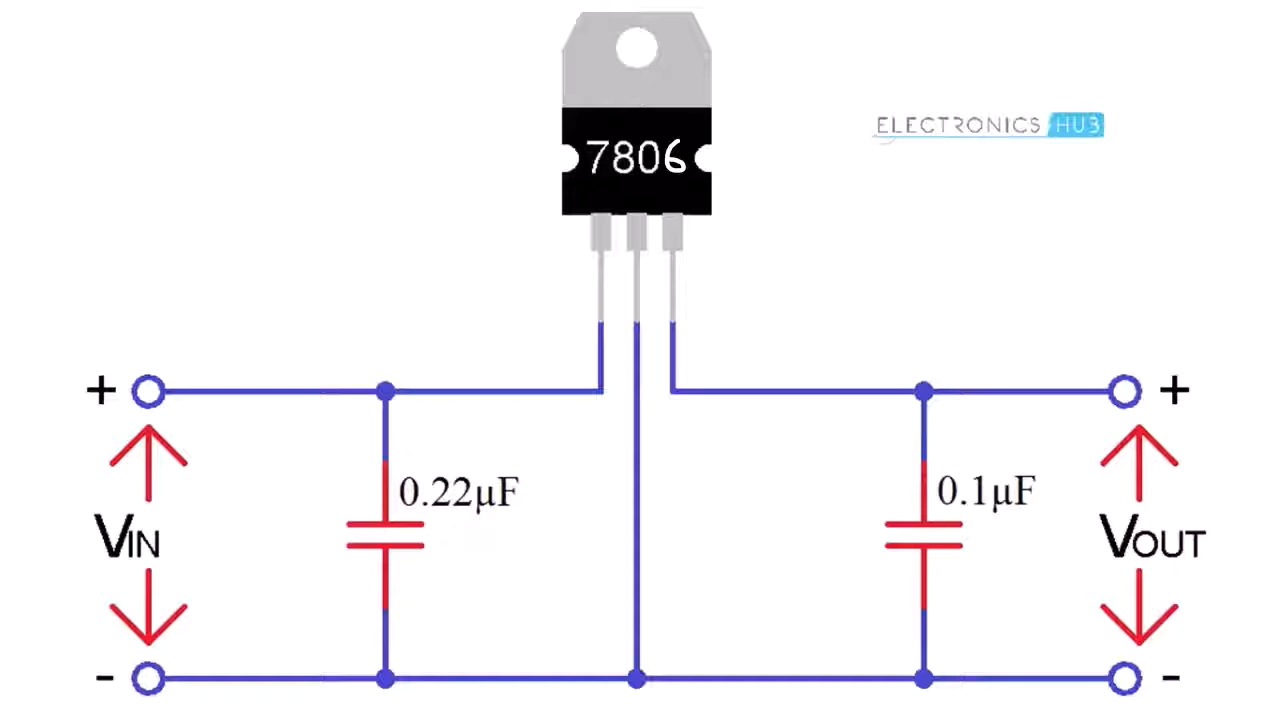 7806
ELECTRONICS HUB
+
+
0.22µF
0.1µF
VIN
VOUT
-
-